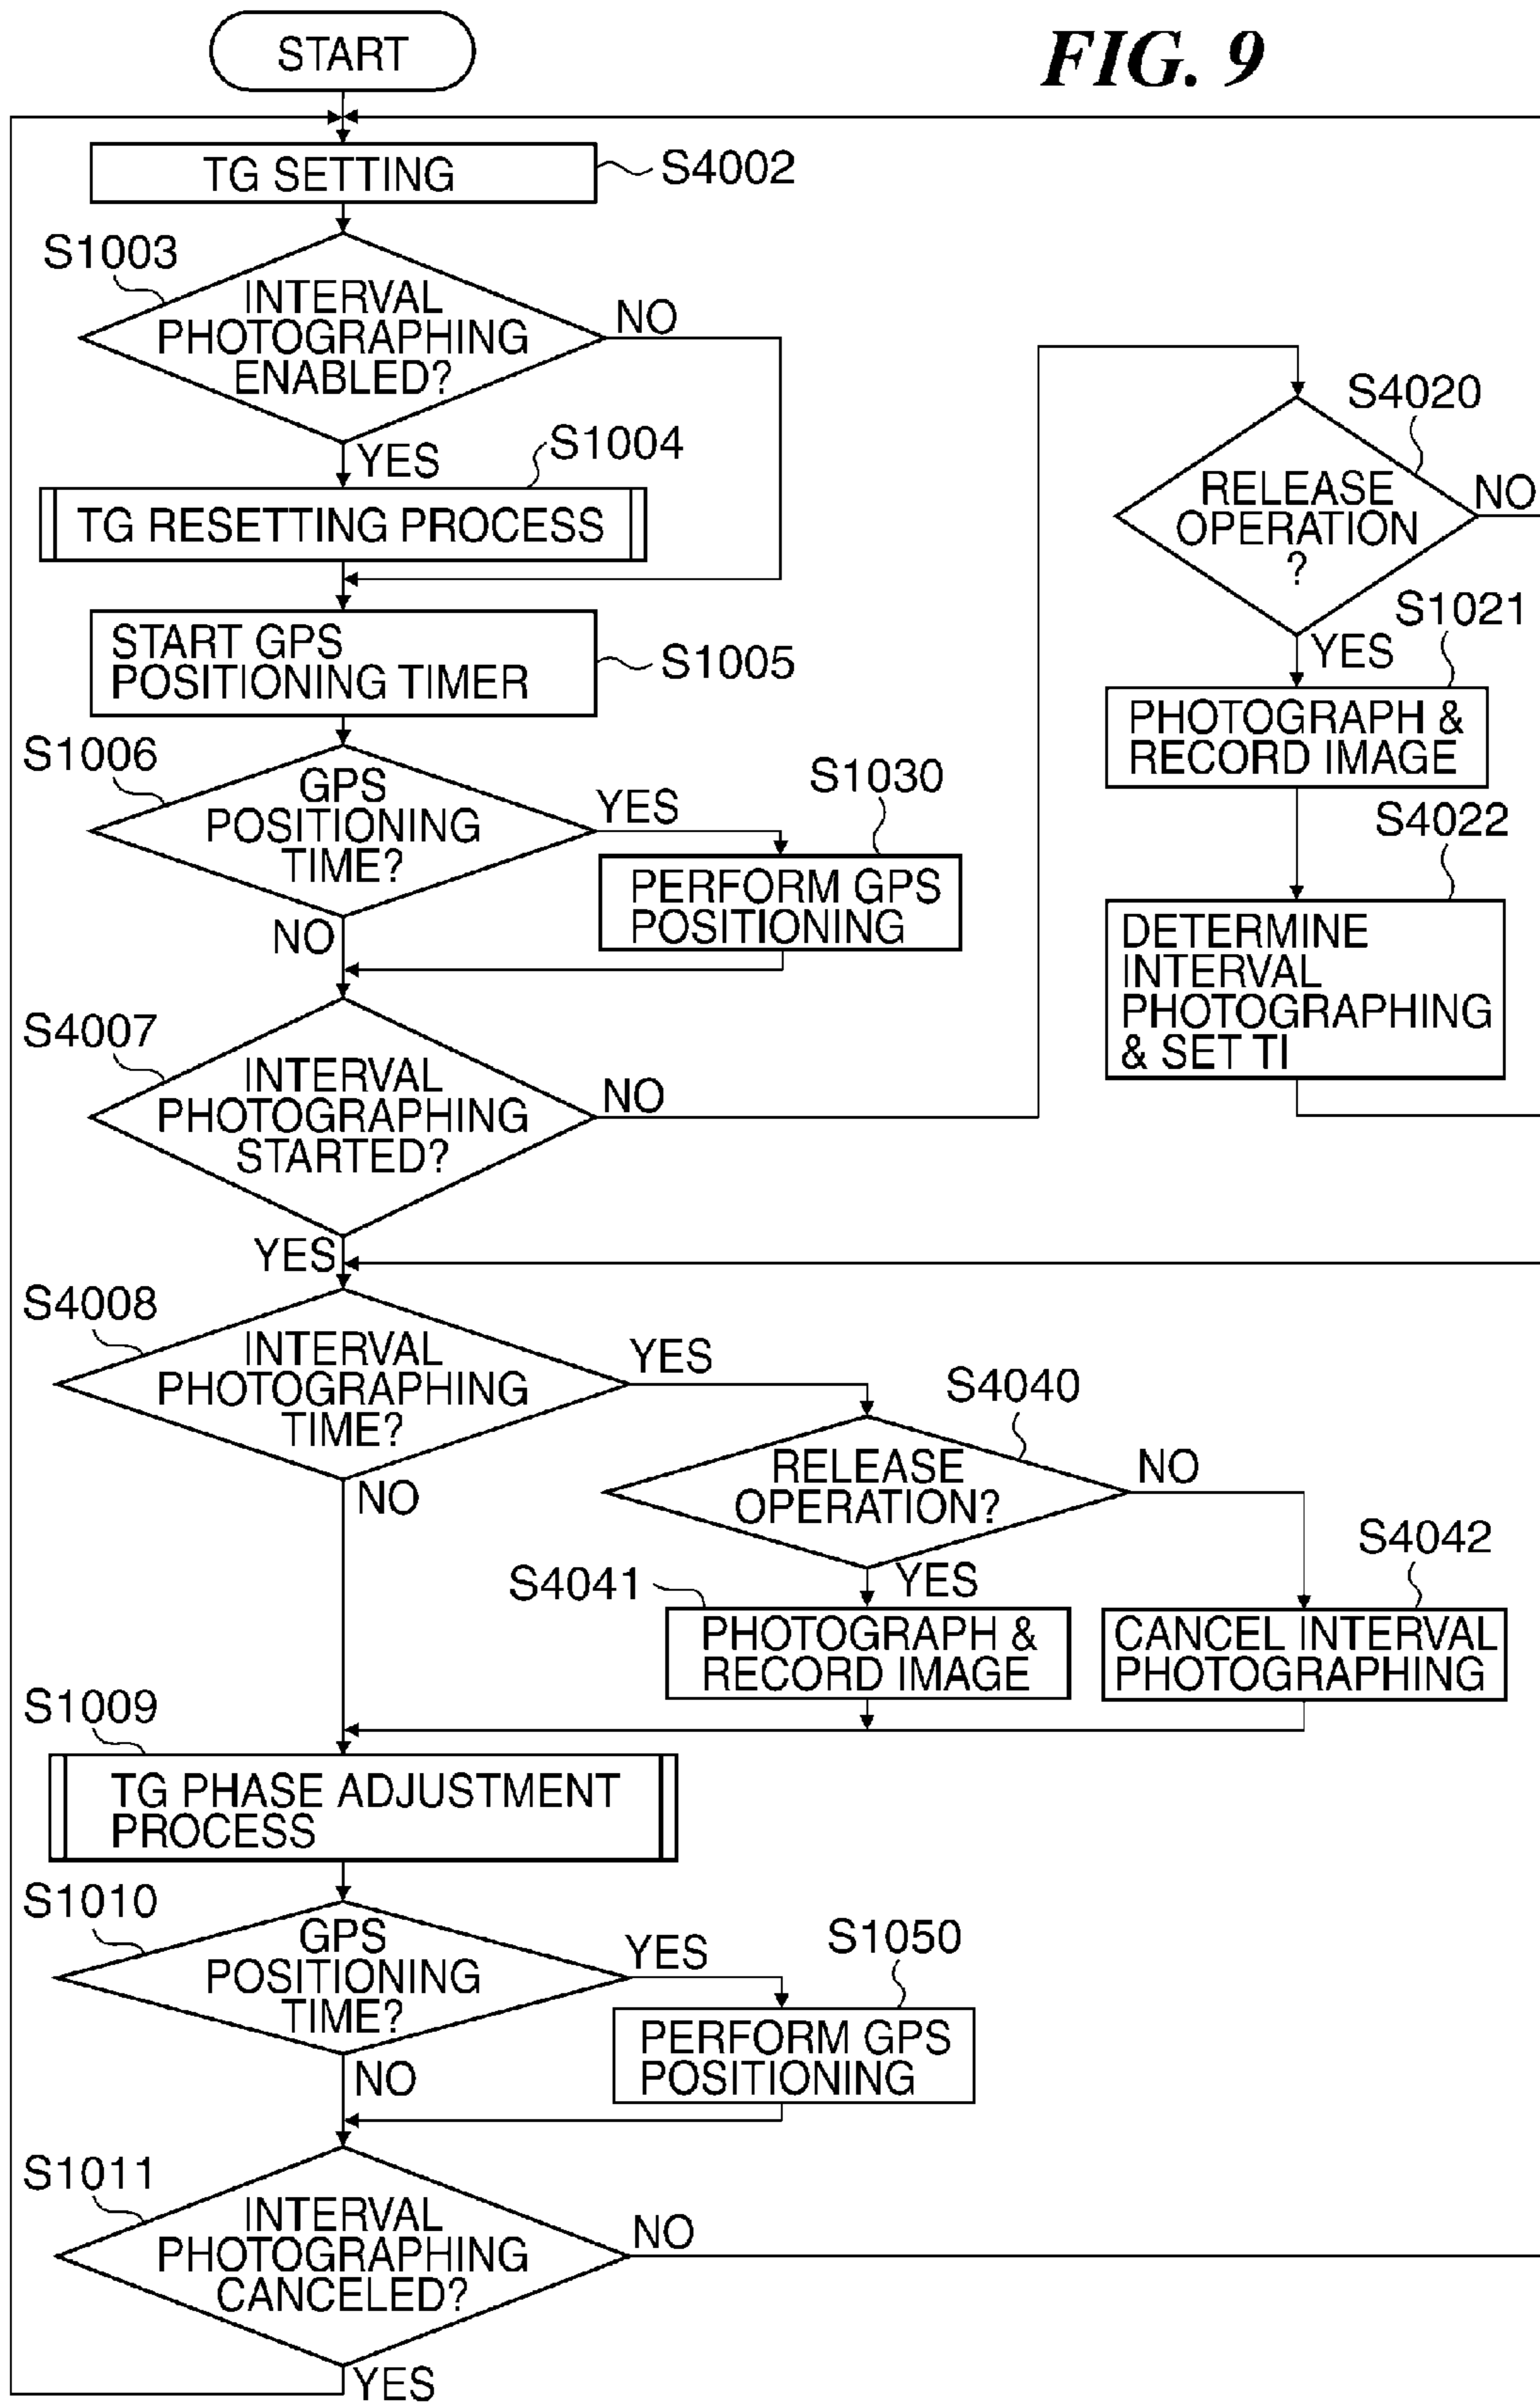 FIG. 9
START
TG SETTING
S4002
S1003
INTERVAL
PHOTOGRAPHING
ENABLED?
NO
YES
S1004
TG RESETTING PROCESS
START GPS
POSITIONING TIMER
S1005
S1006
GPS
POSITIONING
TIME?
YES
NO
S1030
PERFORM GPS
POSITIONING
S4007
INTERVAL
PHOTOGRAPHING
STARTED?
NO
YES
S4020
RELEASE
OPERATION
?
NO
YES
S1021
PHOTOGRAPH &
RECORD IMAGE
S4022
DETERMINE
INTERVAL
PHOTOGRAPHING
& SET TI
S4008
INTERVAL
PHOTOGRAPHING
TIME?
YES
NO
S4040
RELEASE
OPERATION?
NO
YES
S4041
PHOTOGRAPH &
RECORD IMAGE
S4042
CANCEL INTERVAL
PHOTOGRAPHING
S1009
TG PHASE ADJUSTMENT
PROCESS
S1010
GPS
POSITIONING
TIME?
YES
NO
S1050
PERFORM GPS
POSITIONING
S1011
INTERVAL
PHOTOGRAPHING
CANCELED?
NO
YES